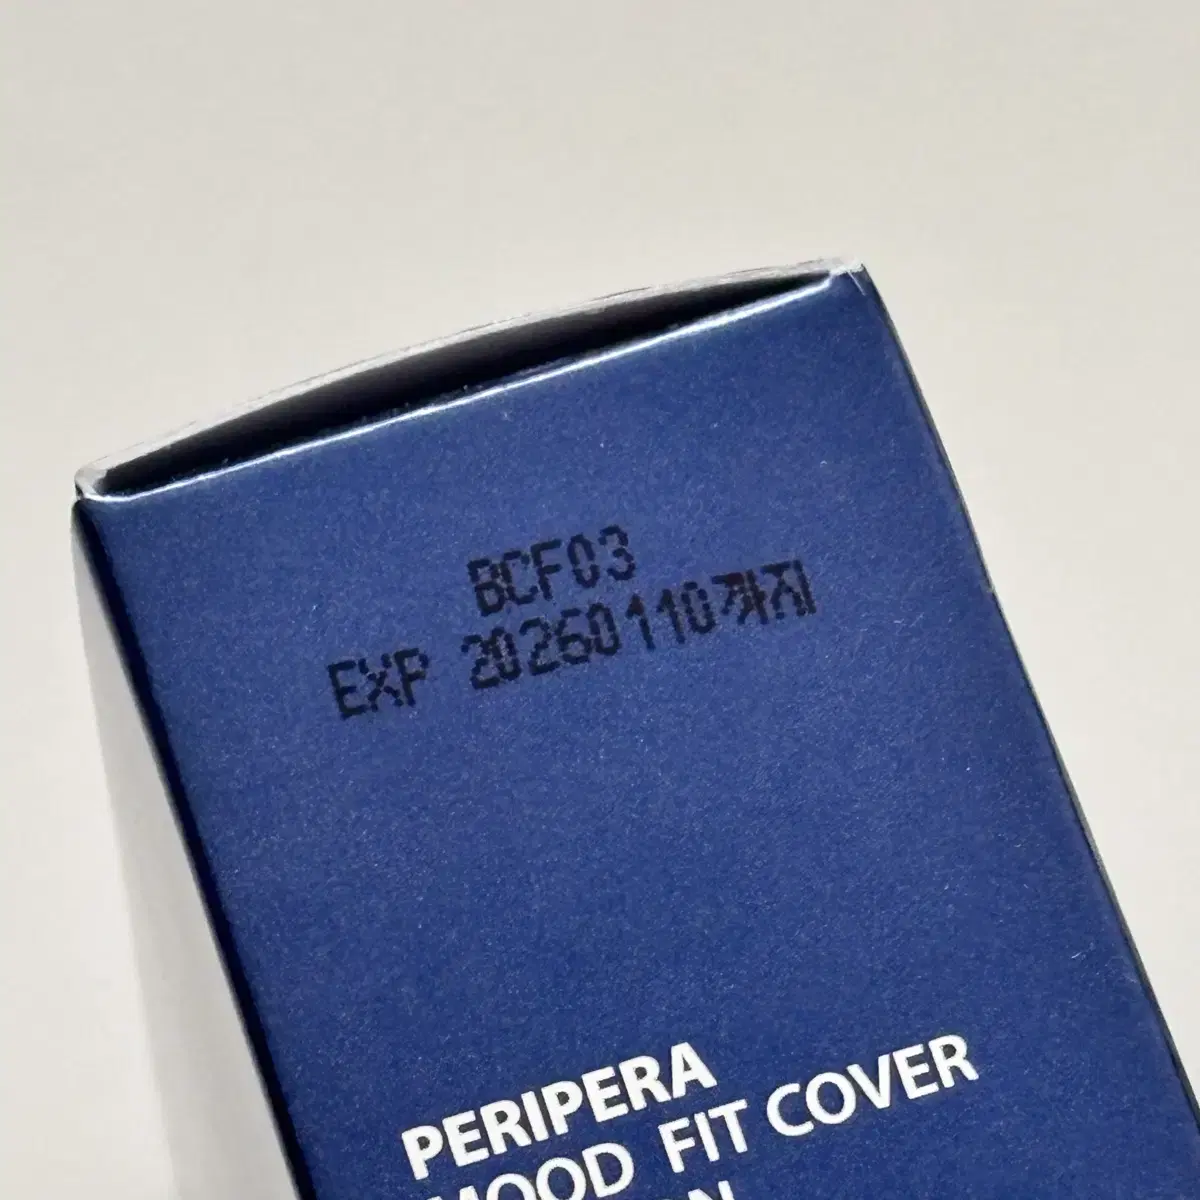 BCF03
EXP 20260110까지
PERIPERA
MOOD FIT COVER